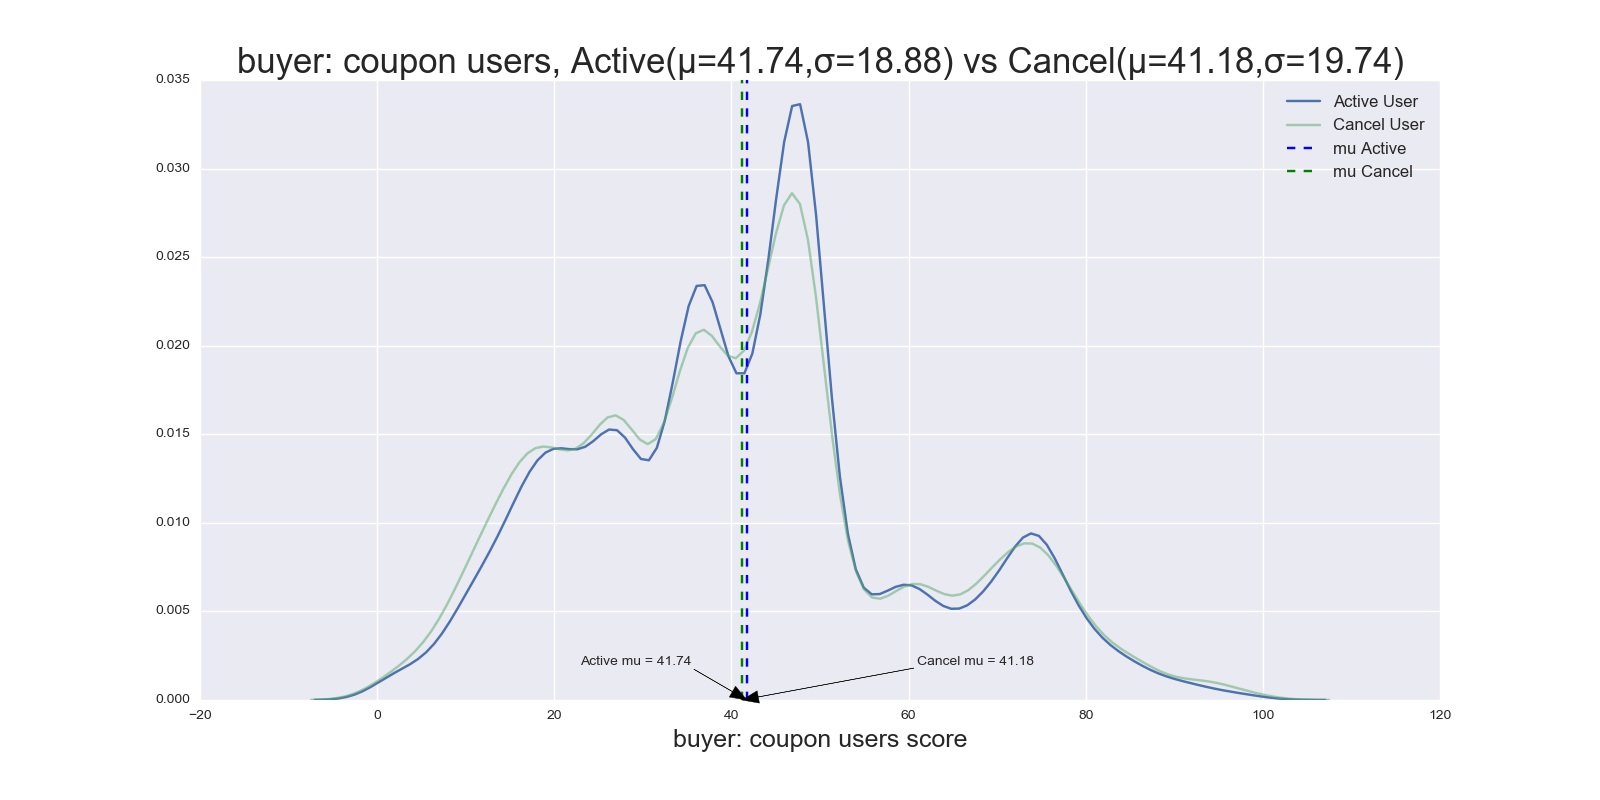 buyer: coupon users, Active(μ=41.74,σ=18.88) vs Cancel(μ=41.18,σ=19.74)
Active User
Cancel User
mu Active
mu Cancel
0.035
0.030
0.025
0.020
0.015
0.010
0.005
0.000
Active mu = 41.74
Cancel mu = 41.18
−20 0 20 40 60 80 100 120
buyer: coupon users score